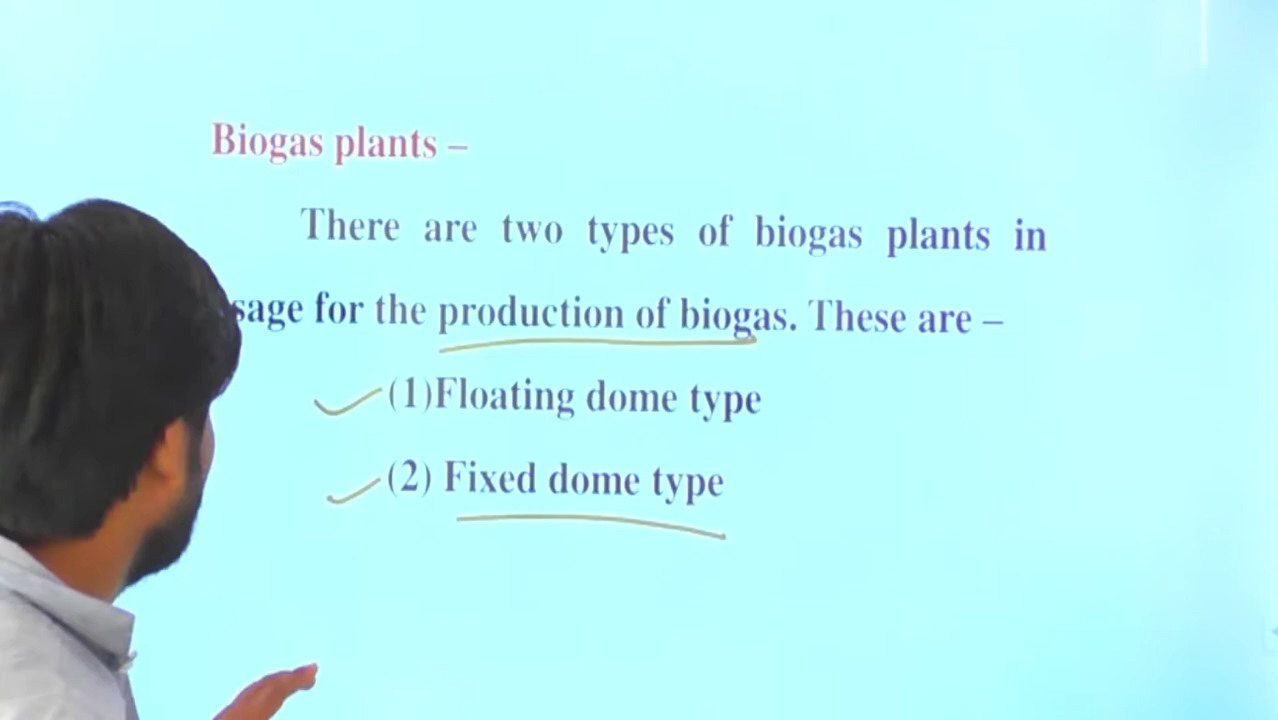 Biogas plants –
There are two types of biogas plants in
sage for the production of biogas. These are –
(1)Floating dome type
(2) Fixed dome type